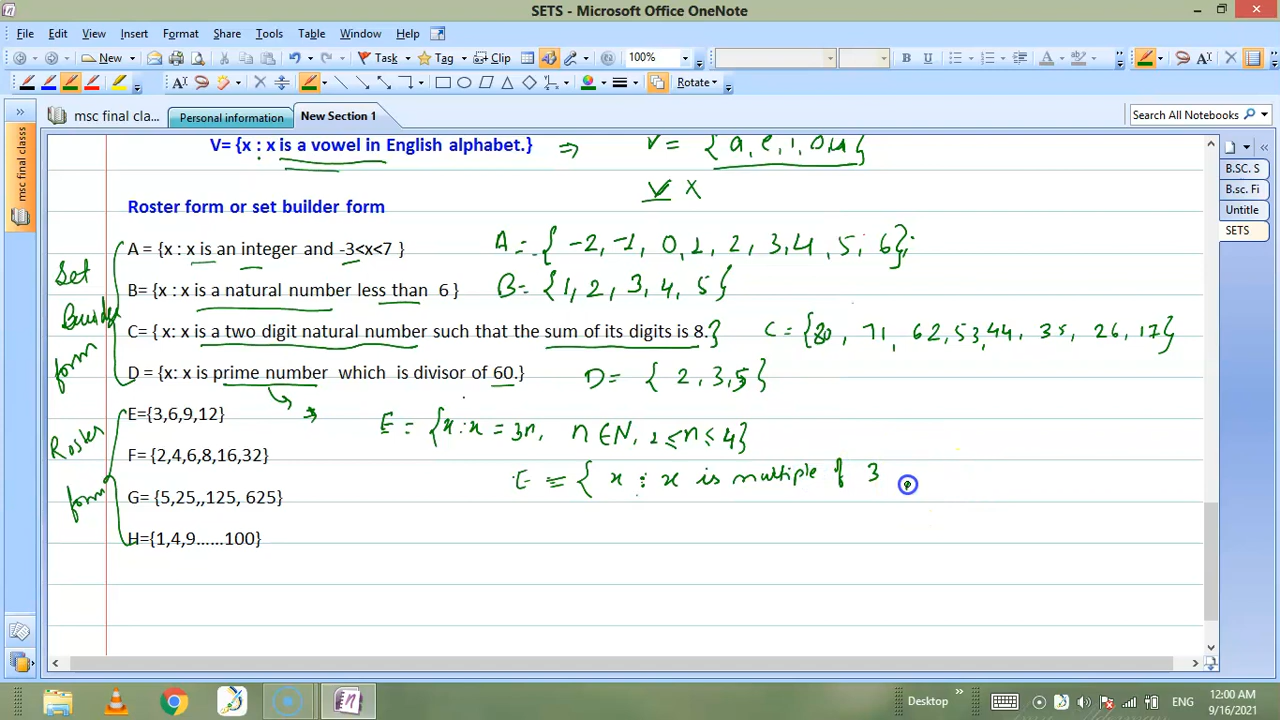 SETS - Microsoft Office OneNote
File Edit View Insert Format Share Tools Table Window Help
New Task Tag Clip 100% B U
Rotate
msc final cla... Personal information New Section 1 Search All Notebooks
V= {x : x is a vowel in English alphabet.} ⇒ V = {a, e, i, o, u}
X
Roster form or set builder form
A = {x : x is an integer and -3<x<7 } A = { -2, -1, 0, 1, 2, 3, 4, 5, 6};
B= {x : x is a natural number less than 6 } B= {1, 2, 3, 4, 5}
C= { x: x is a two digit natural number such that the sum of its digits is 8.} C = {80, 71, 62, 53, 44, 35, 26, 17}
D = {x: x is prime number which is divisor of 60.} D= { 2, 3, 5}
Set Builder form
E={3,6,9,12} E = {x : x = 3n, n ∈ N, 1 ≤ n ≤ 4}
F= {2,4,6,8,16,32} E = { x : x is multiple of 3
G= {5,25,,125, 625}
H={1,4,9......100}
Roster form
msc final classs
B.SC. S
B.sc. Fi
Untitle
SETS
Desktop ENG 12:00 AM
9/16/2021